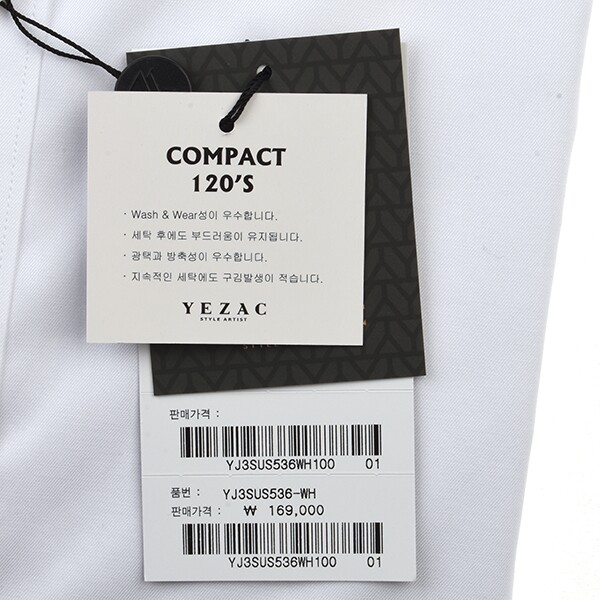 COMPACT
120'S
· Wash & Wear성이 우수합니다.
· 세탁 후에도 부드러움이 유지됩니다.
· 광택과 방축성이 우수합니다.
· 지속적인 세탁에도 구김발생이 적습니다.
YEZAC
STYLE ARTIST
판매가격 :
YJ3SUS536WH100 01
품번 : YJ3SUS536-WH
판매가격 : ₩ 169,000
YJ3SUS536WH100 01